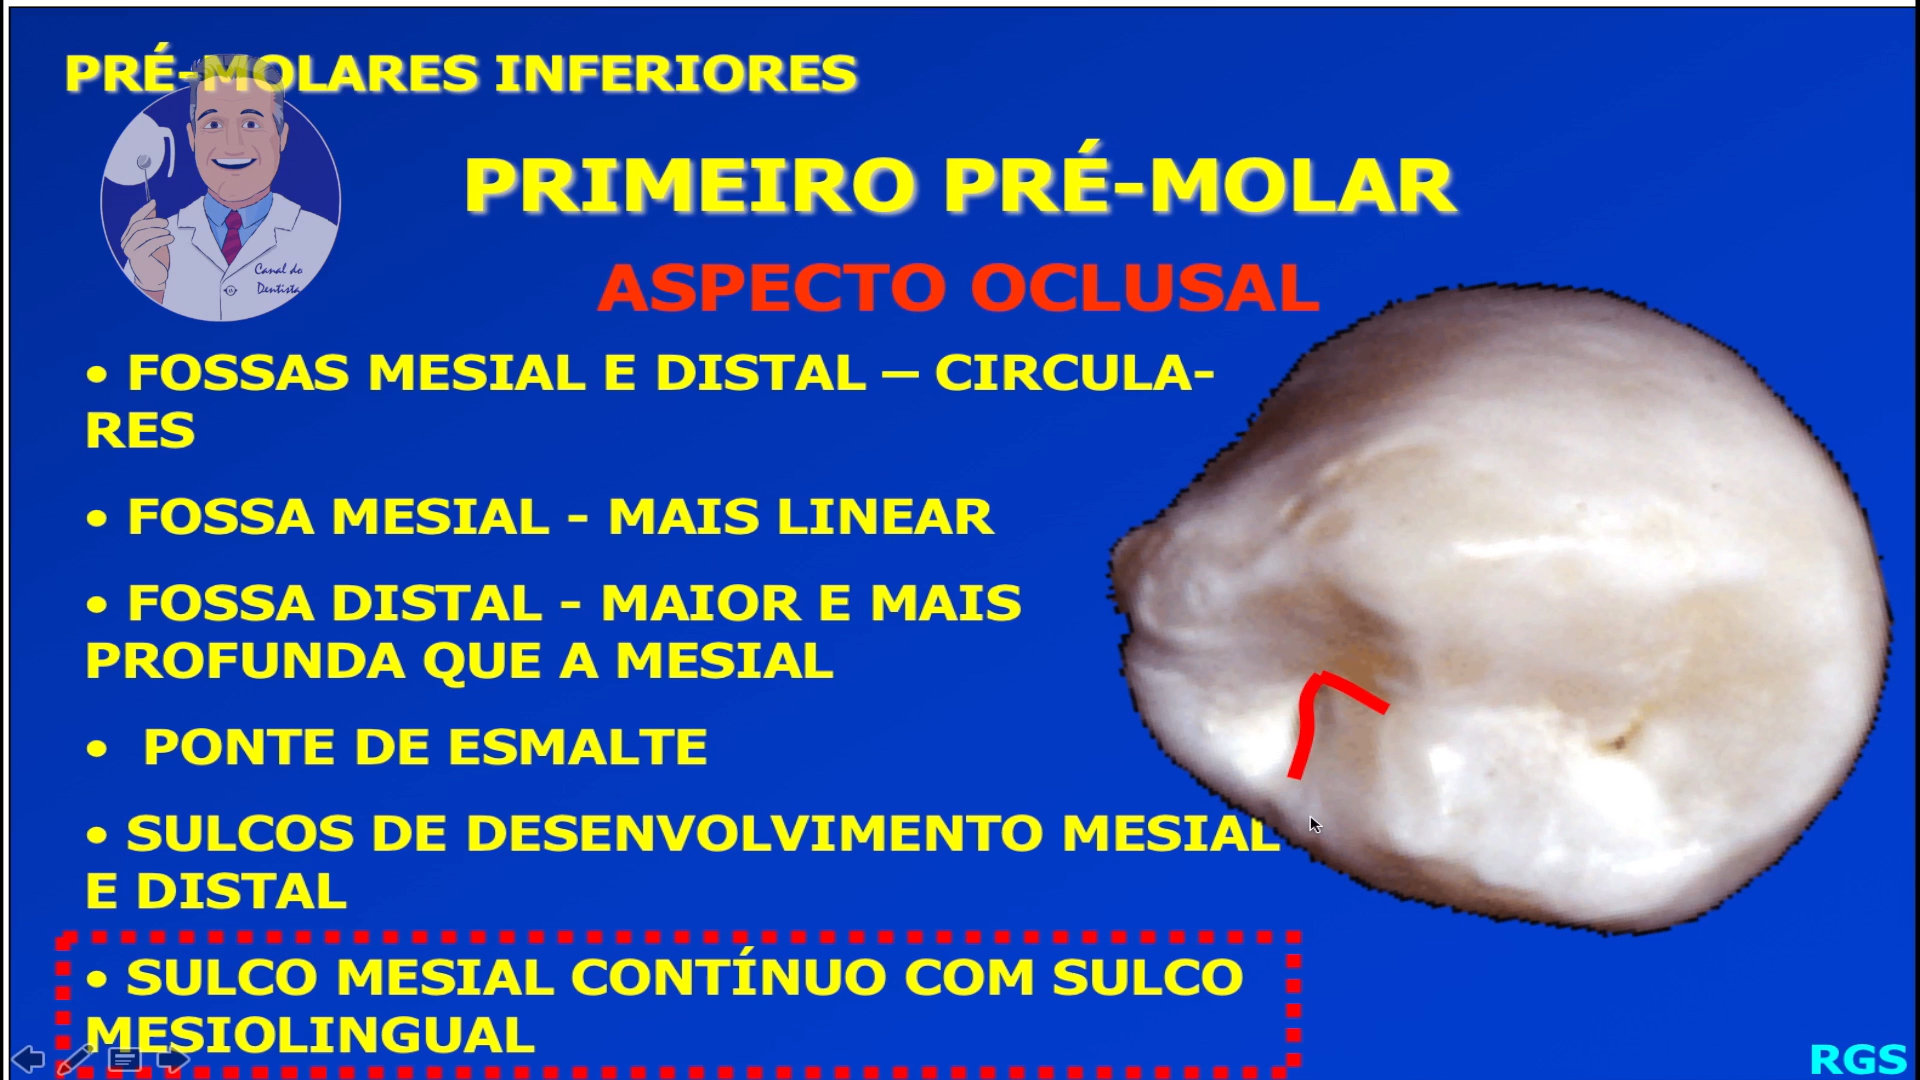 PRÉ-MOLARES INFERIORES
PRIMEIRO PRÉ-MOLAR
Canal do
Dentista
ASPECTO OCLUSAL
• FOSSAS MESIAL E DISTAL – CIRCULA-
RES
• FOSSA MESIAL - MAIS LINEAR
• FOSSA DISTAL - MAIOR E MAIS
PROFUNDA QUE A MESIAL
• PONTE DE ESMALTE
• SULCOS DE DESENVOLVIMENTO MESIAL
E DISTAL
• SULCO MESIAL CONTÍNUO COM SULCO
MESIOLINGUAL
RGS